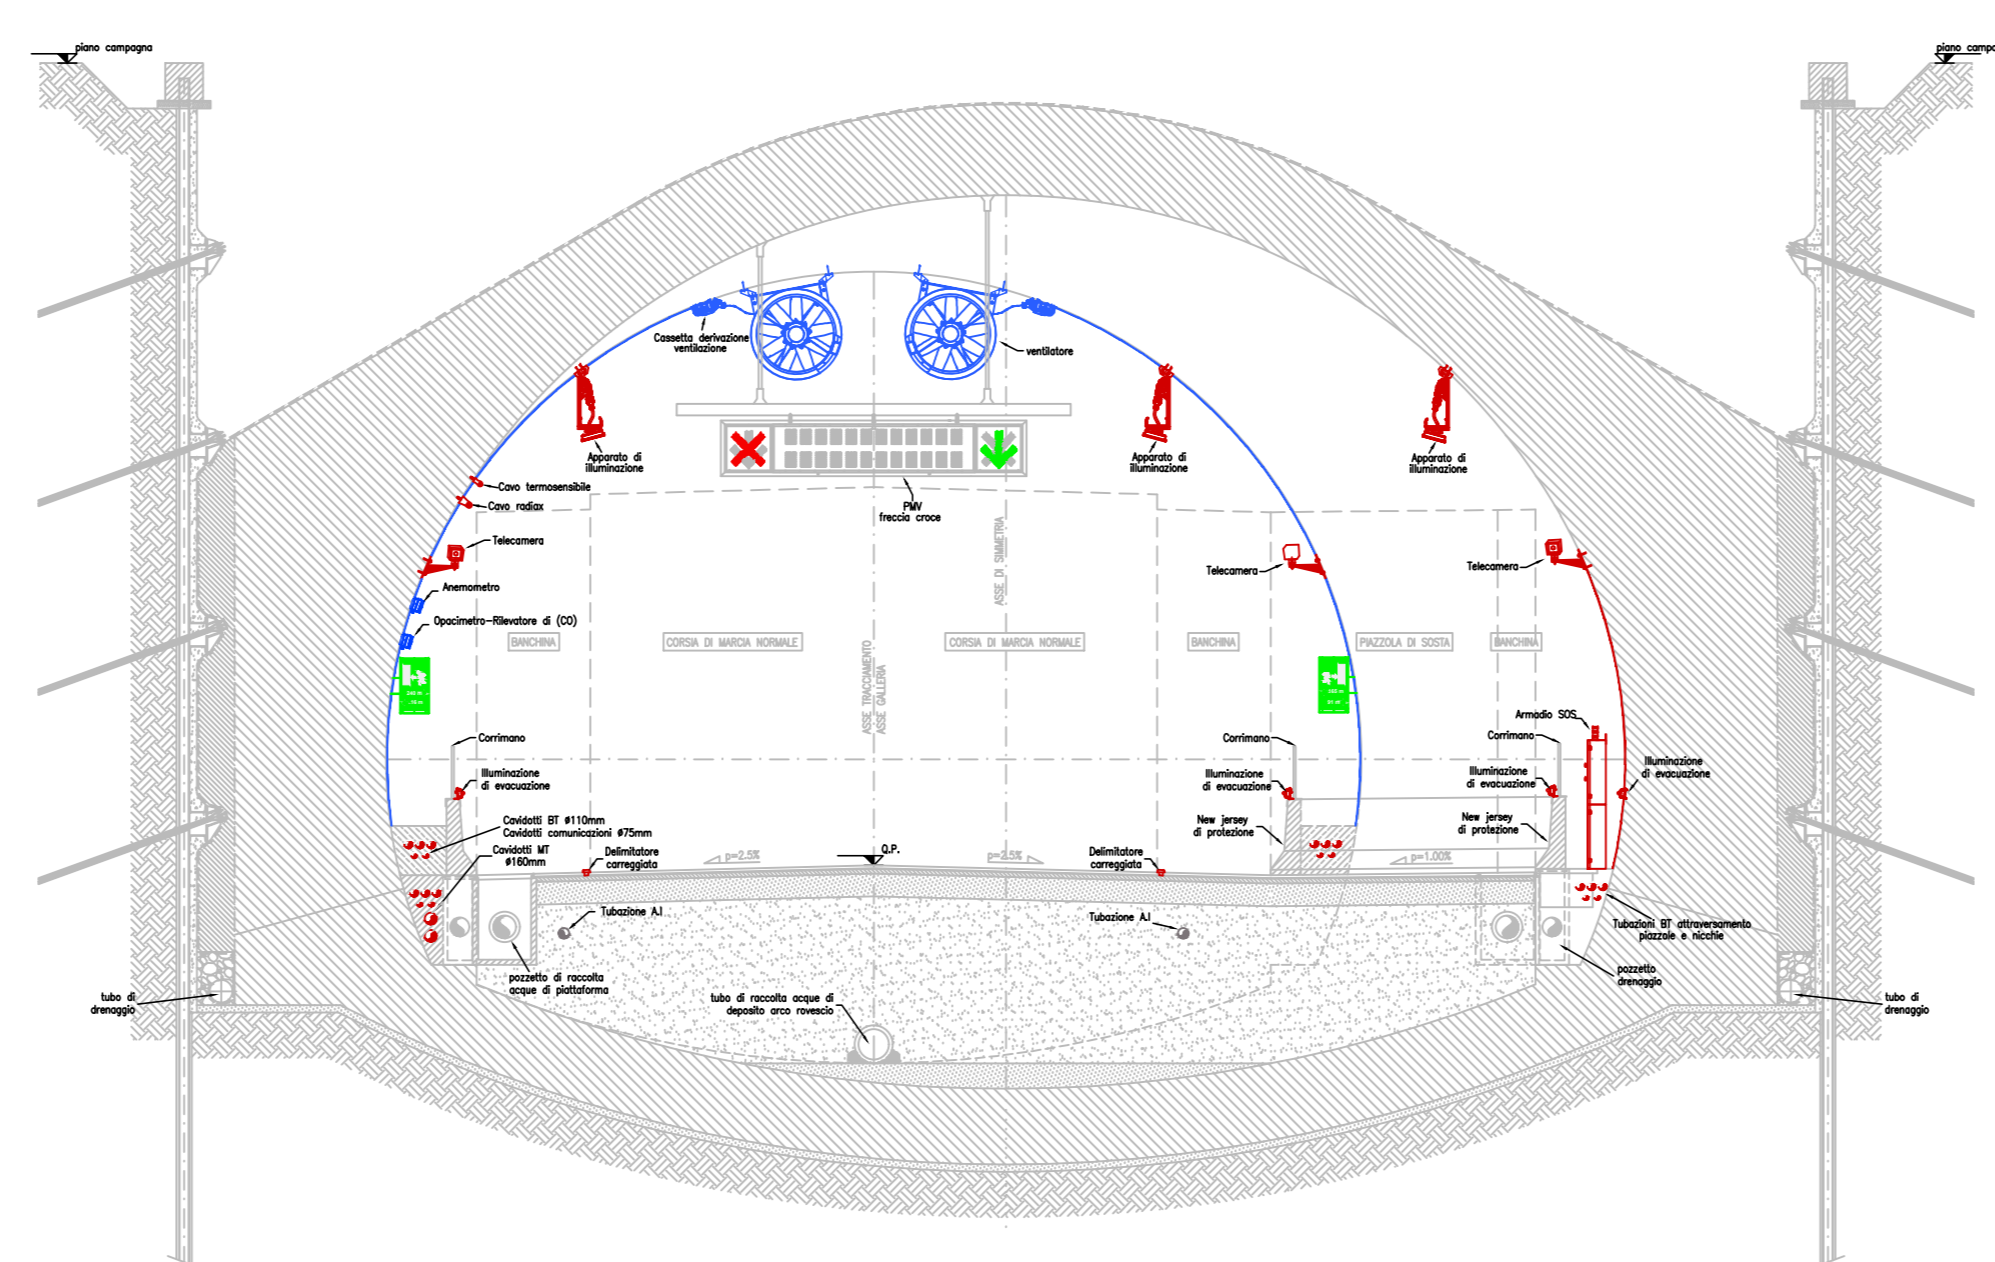 piano campagna
piano campa
Cassetta derivazione
ventilazione
ventilatore
Apparato di
illuminazione
Apparato di
illuminazione
Apparato di
illuminazione
Cavo termosensibile
Cavo radiax
PMV
freccia croce
Telecamera
Telecamera
Telecamera
Anemometro
Opacimetro-Rilevatore di (CO)
ASSE DI SIMMETRIA
BANCHINA
CORSIA DI MARCIA NORMALE
CORSIA DI MARCIA NORMALE
BANCHINA
PIAZZOLA DI SOSTA
BANCHINA
ASSE TRACCIAMENTO
ASSE GALLERIA
Armadio SOS
Corrimano
Corrimano
Corrimano
Illuminazione
di evacuazione
Illuminazione
di evacuazione
Illuminazione
di evacuazione
Illuminazione
di evacuazione
Cavidotti BT ø110mm
Cavidotti comunicazioni ø75mm
Cavidotti MT
ø160mm
New jersey
di protezione
New jersey
di protezione
Delimitatore
carreggiata
p=2.5%
Q.P.
p=2.5%
Delimitatore
carreggiata
p=1.00%
Tubazione A.I
Tubazione A.I
Tubazioni BT attraversamento
piazzole e nicchie
pozzetto di raccolta
acque di piattaforma
pozzetto
drenaggio
tubo di
drenaggio
tubo di raccolta acque di
deposito arco rovescio
tubo di
drenaggio